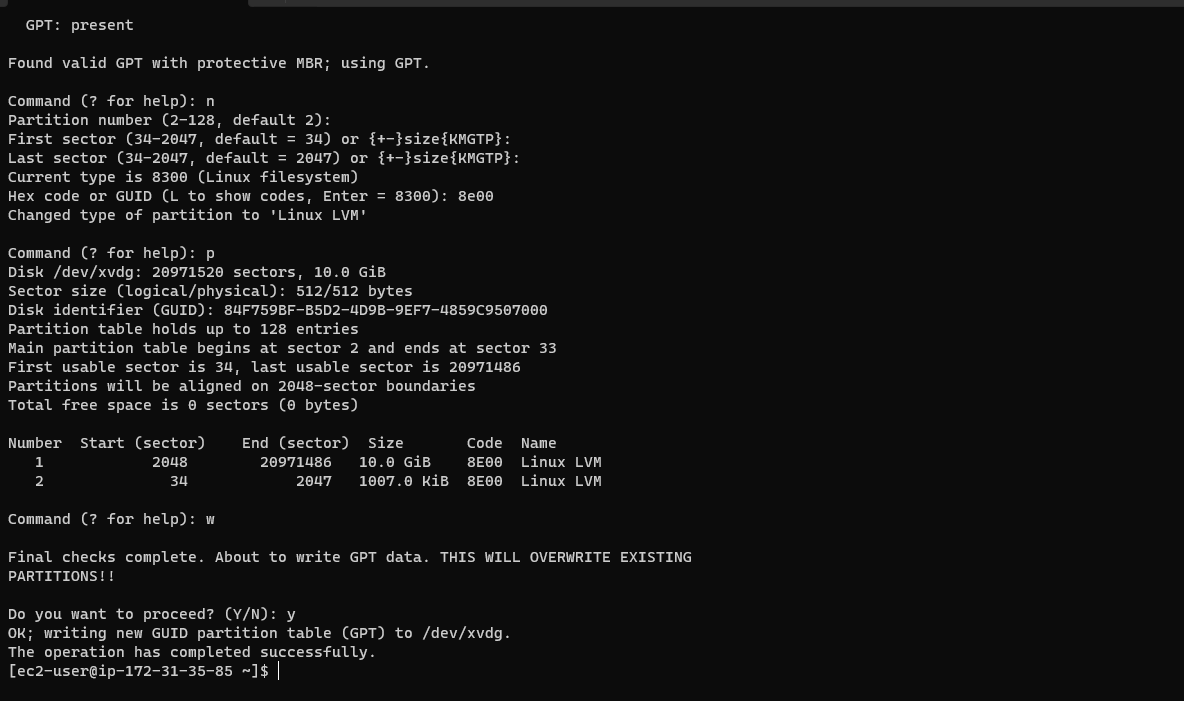 GPT: present
Found valid GPT with protective MBR; using GPT.
Command (? for help): n
Partition number (2-128, default 2):
First sector (34-2047, default = 34) or {+-}size{KMGTP}:
Last sector (34-2047, default = 2047) or {+-}size{KMGTP}:
Current type is 8300 (Linux filesystem)
Hex code or GUID (L to show codes, Enter = 8300): 8e00
Changed type of partition to 'Linux LVM'
Command (? for help): p
Disk /dev/xvdg: 20971520 sectors, 10.0 GiB
Sector size (logical/physical): 512/512 bytes
Disk identifier (GUID): 84F759BF-B5D2-4D9B-9EF7-4859C9507000
Partition table holds up to 128 entries
Main partition table begins at sector 2 and ends at sector 33
First usable sector is 34, last usable sector is 20971486
Partitions will be aligned on 2048-sector boundaries
Total free space is 0 sectors (0 bytes)
Number  Start (sector)    End (sector)  Size       Code  Name
   1            2048        20971486   10.0 GiB    8E00  Linux LVM
   2              34            2047   1007.0 KiB  8E00  Linux LVM
Command (? for help): w
Final checks complete. About to write GPT data. THIS WILL OVERWRITE EXISTING
PARTITIONS!!
Do you want to proceed? (Y/N): y
OK; writing new GUID partition table (GPT) to /dev/xvdg.
The operation has completed successfully.
[ec2-user@ip-172-31-35-85 ~]$